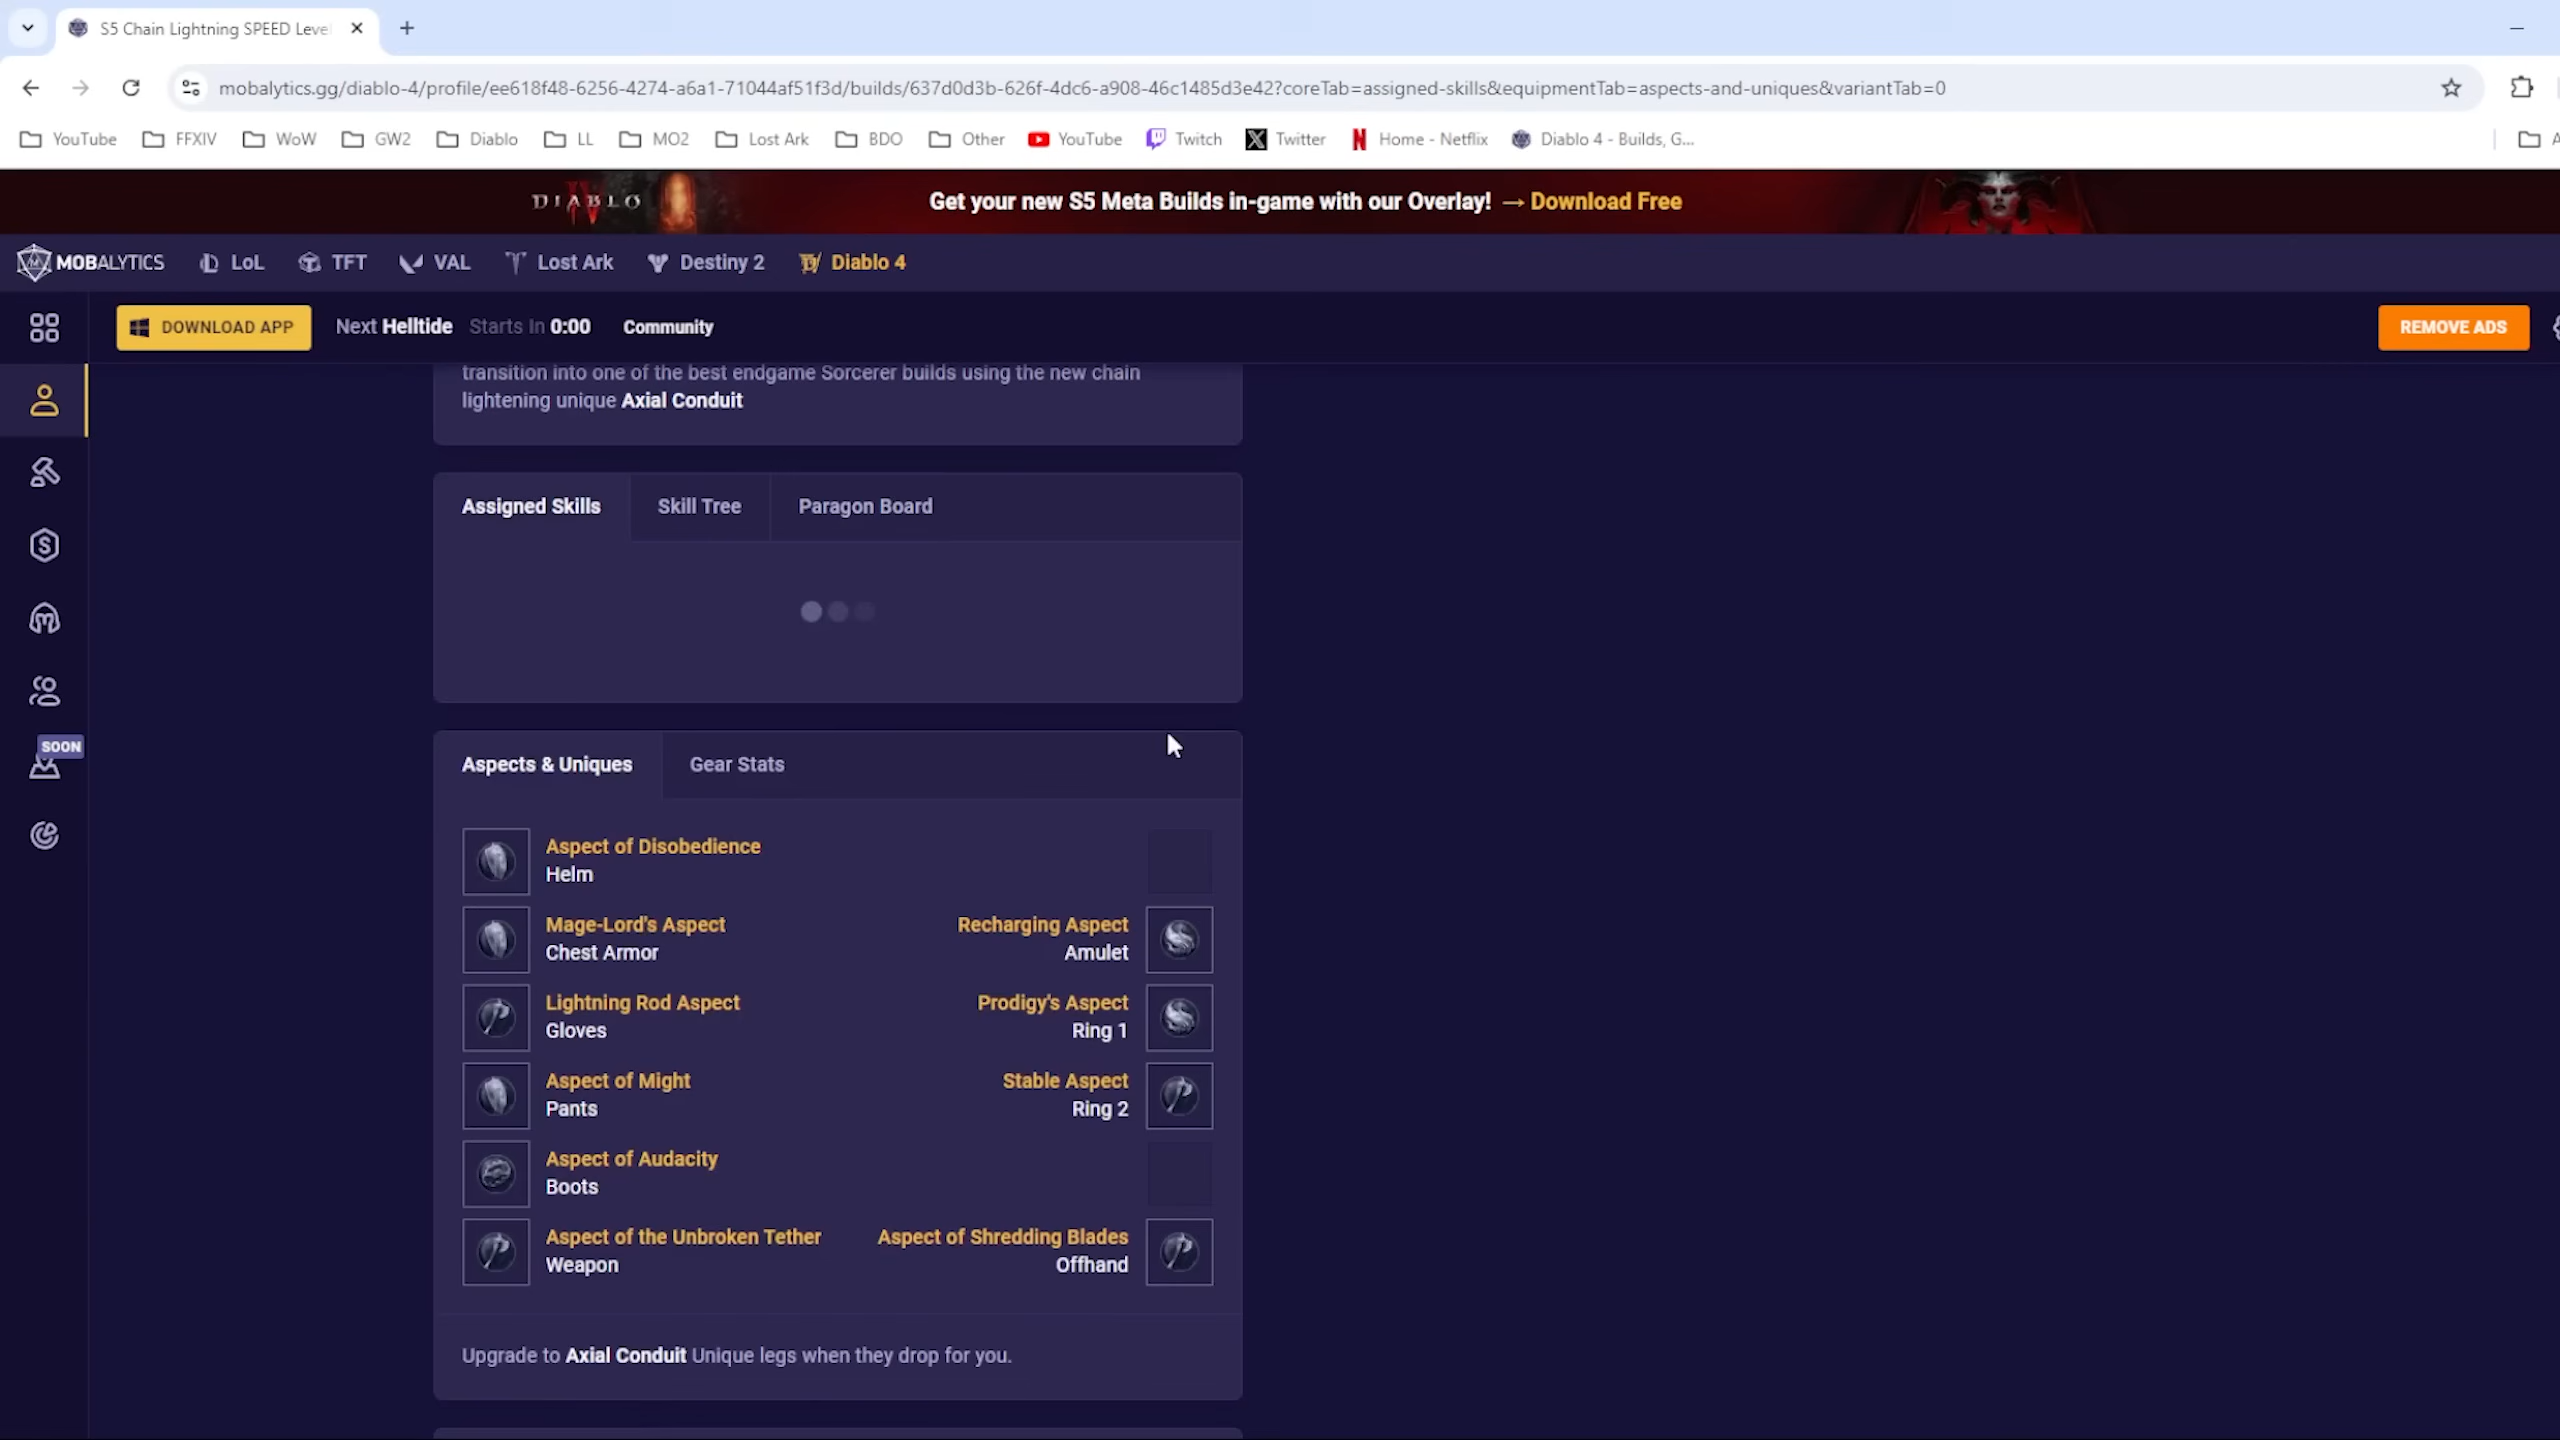 S5 Chain Lightning SPEED Leve
mobalytics.gg/diablo-4/profile/ee618f48-6256-4274-a6a1-71044af51f3d/builds/637d0d3b-626f-4dc6-a908-46c1485d3e42?coreTab=assigned-skills&equipmentTab=aspects-and-uniques&variantTab=0
YouTube FFXIV WoW GW2 Diablo LL MO2 Lost Ark BDO Other YouTube Twitch Twitter Home - Netflix Diablo 4 - Builds, G... A
DIABLO IV Get your new S5 Meta Builds in-game with our Overlay! → Download Free
MOBALYTICS LoL TFT VAL Lost Ark Destiny 2 Diablo 4
DOWNLOAD APP Next Helltide Starts In 0:00 Community REMOVE ADS
transition into one of the best endgame Sorcerer builds using the new chain
lightening unique Axial Conduit
Assigned Skills Skill Tree Paragon Board
SOON
Aspects & Uniques Gear Stats
Aspect of Disobedience
Helm
Mage-Lord's Aspect Recharging Aspect
Chest Armor Amulet
Lightning Rod Aspect Prodigy's Aspect
Gloves Ring 1
Aspect of Might Stable Aspect
Pants Ring 2
Aspect of Audacity
Boots
Aspect of the Unbroken Tether Aspect of Shredding Blades
Weapon Offhand
Upgrade to Axial Conduit Unique legs when they drop for you.